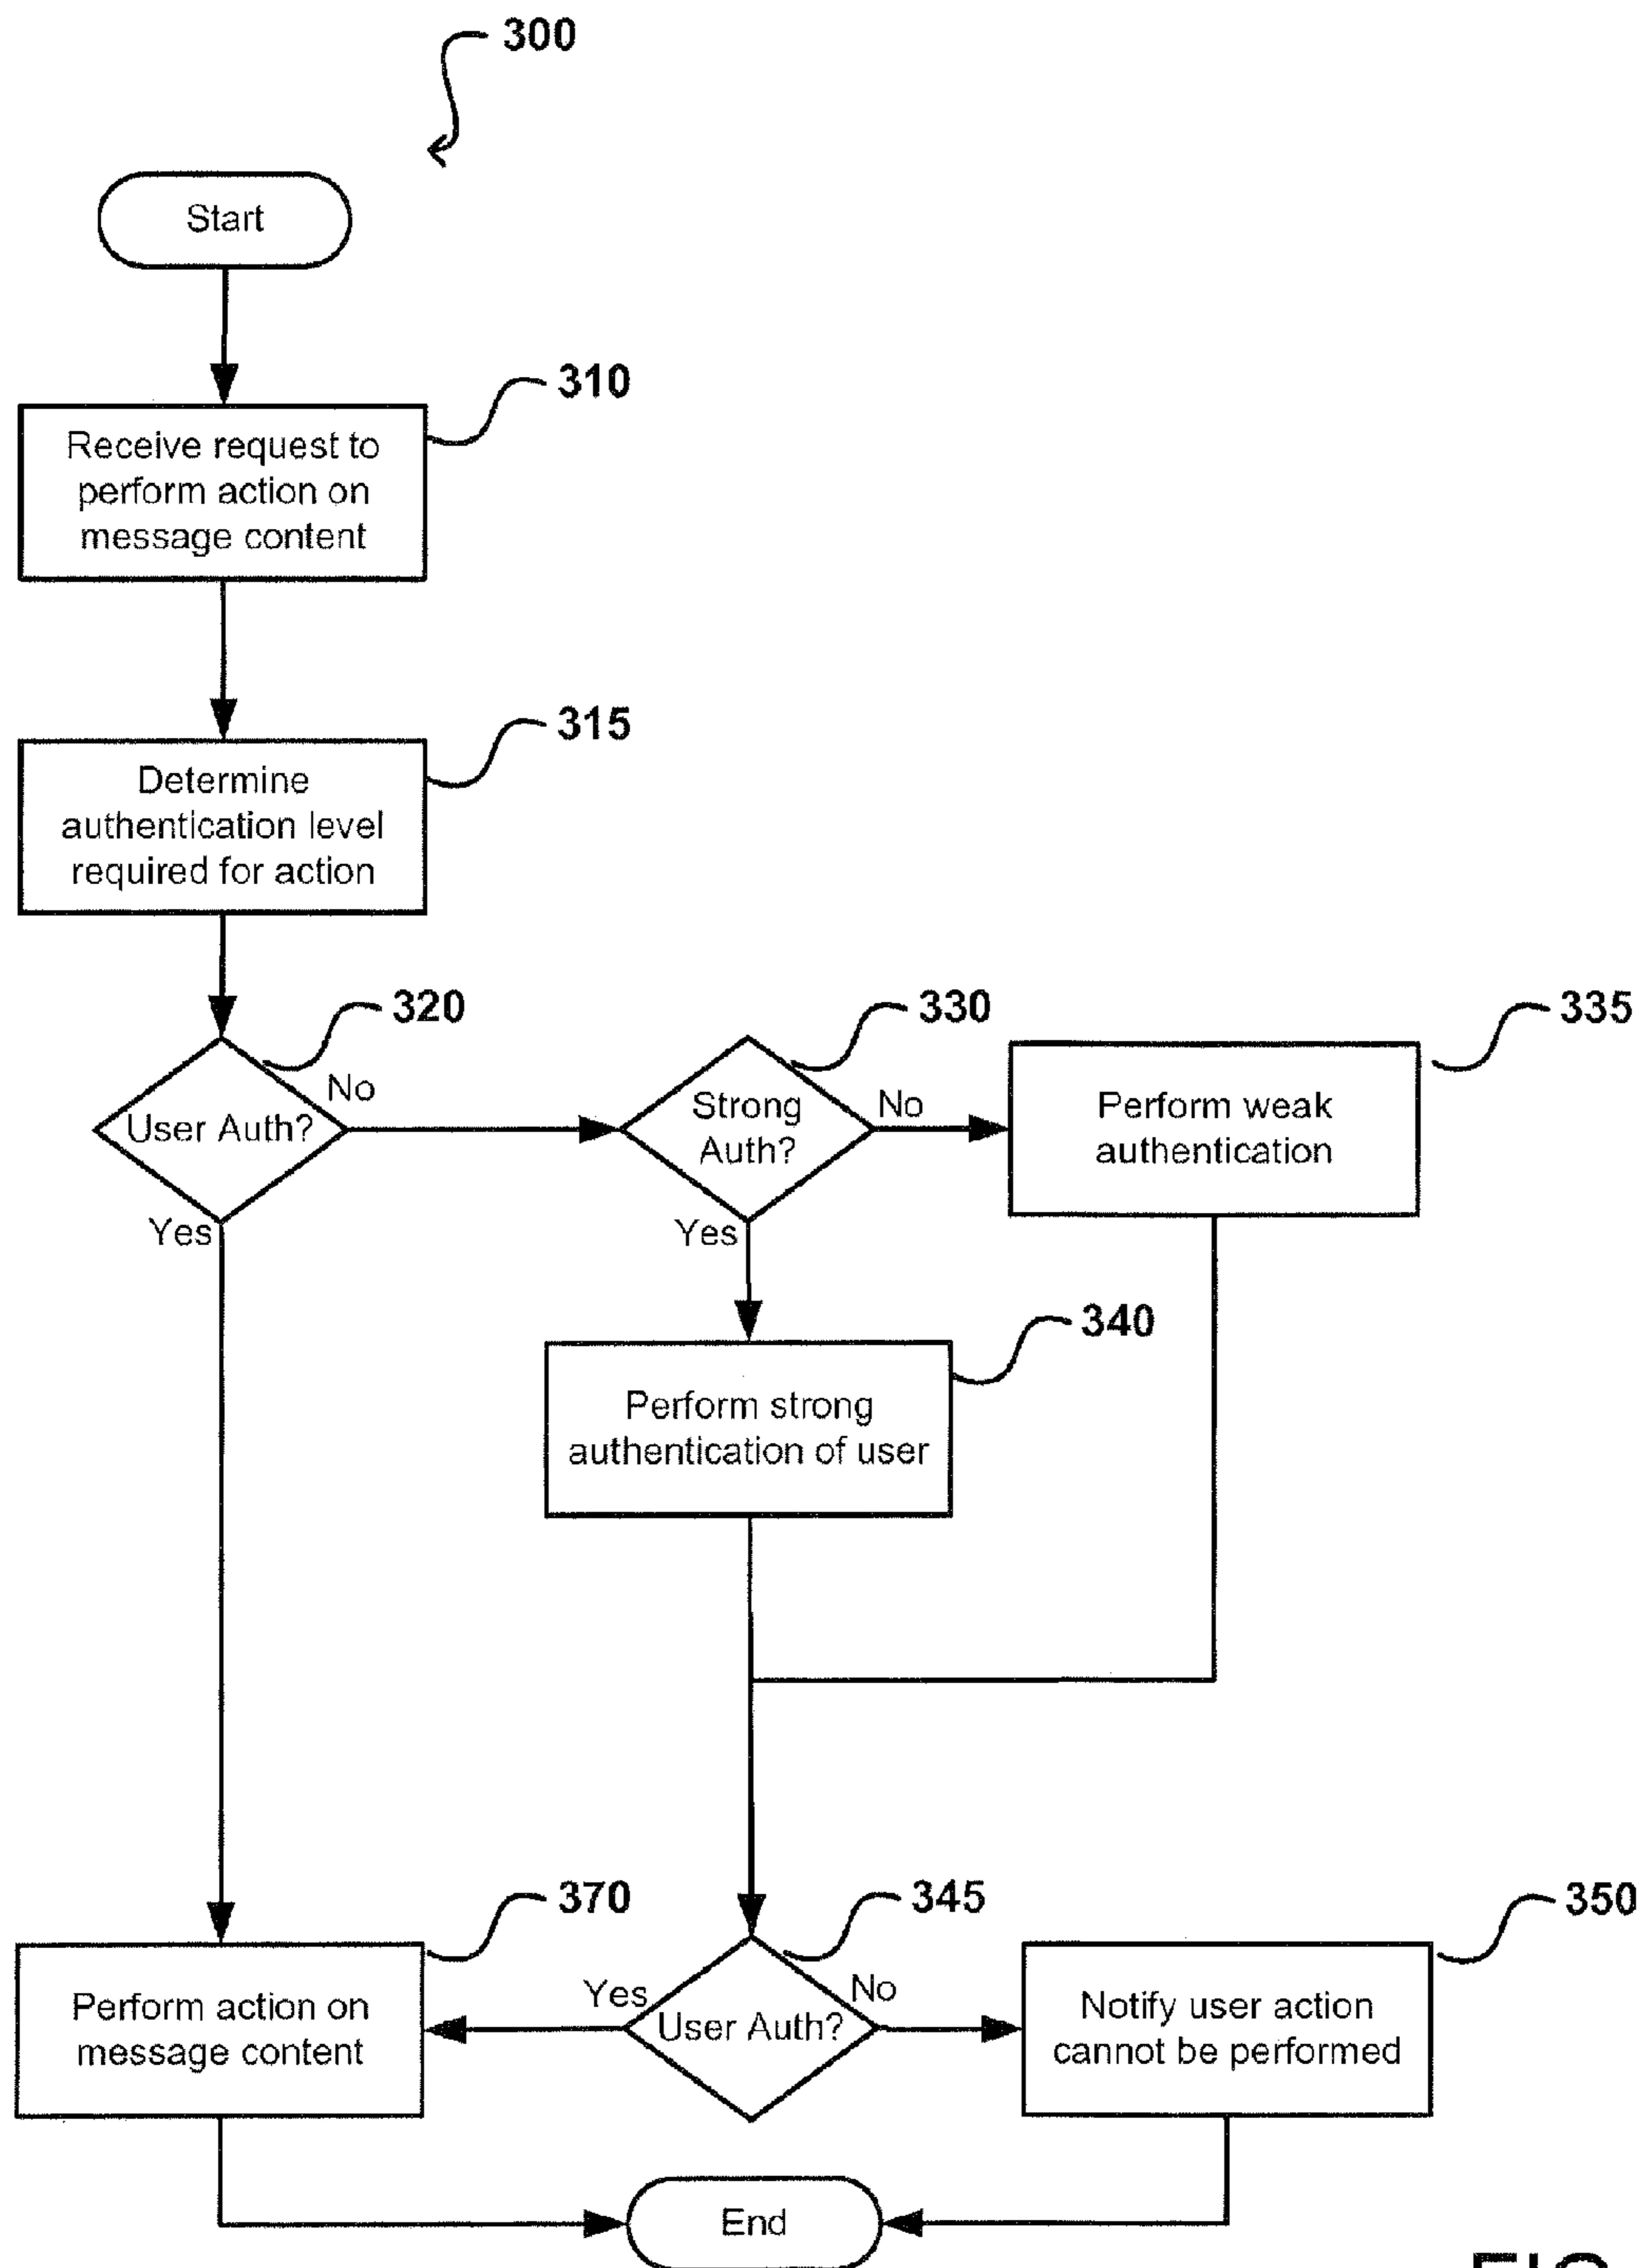 300
Start
310
Receive request to
perform action on
message content
315
Determine
authentication level
required for action
320
User Auth?
No
Yes
330
Strong
Auth?
No
Yes
335
Perform weak
authentication
340
Perform strong
authentication of user
370
Perform action on
message content
345
User Auth?
Yes
No
350
Notify user action
cannot be performed
End